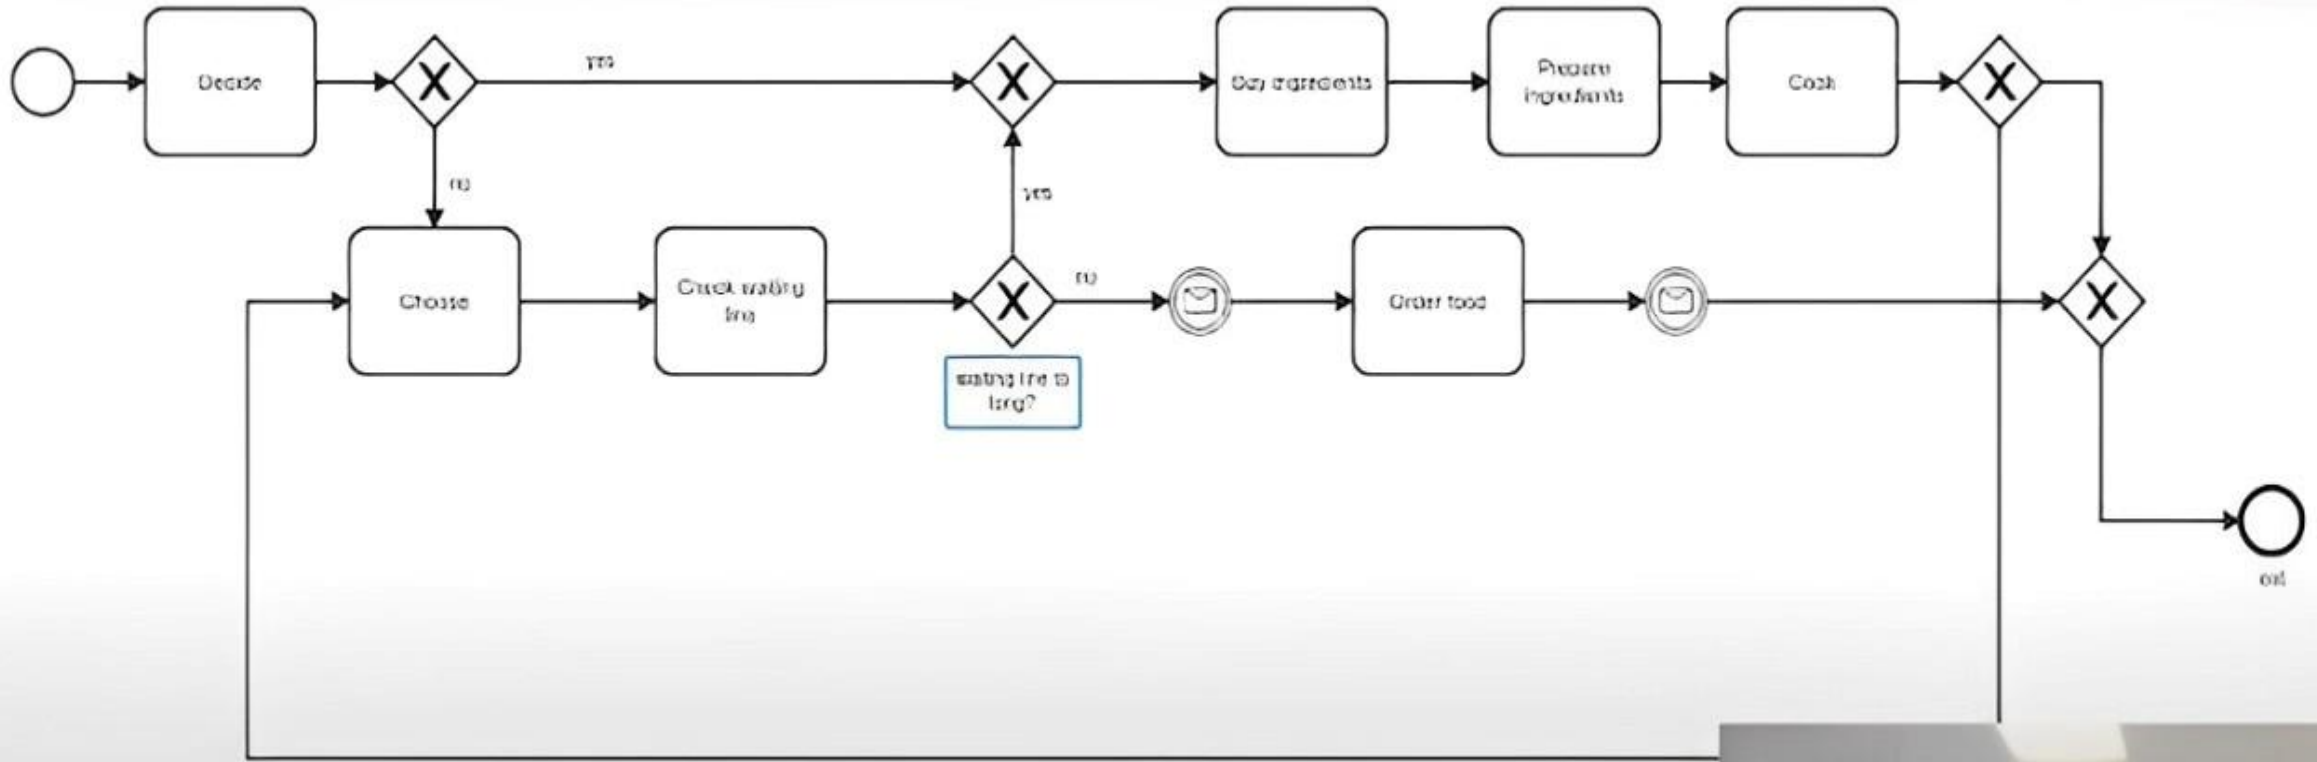 Decide
yes
Buy ingredients
Prepare
ingredients
Cook
no
yes
Choose
Check waiting
line
no
Order food
waiting line to
long?